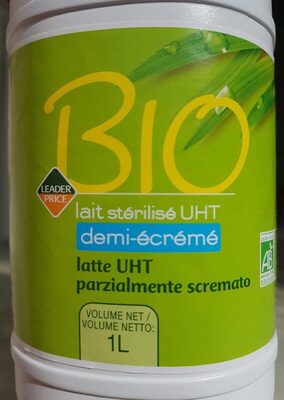 BIO
LEADER
PRICE
lait stérilisé UHT
demi-écrémé
latte UHT
parzialmente scremato
AB
VOLUME NET /
VOLUME NETTO:
1L